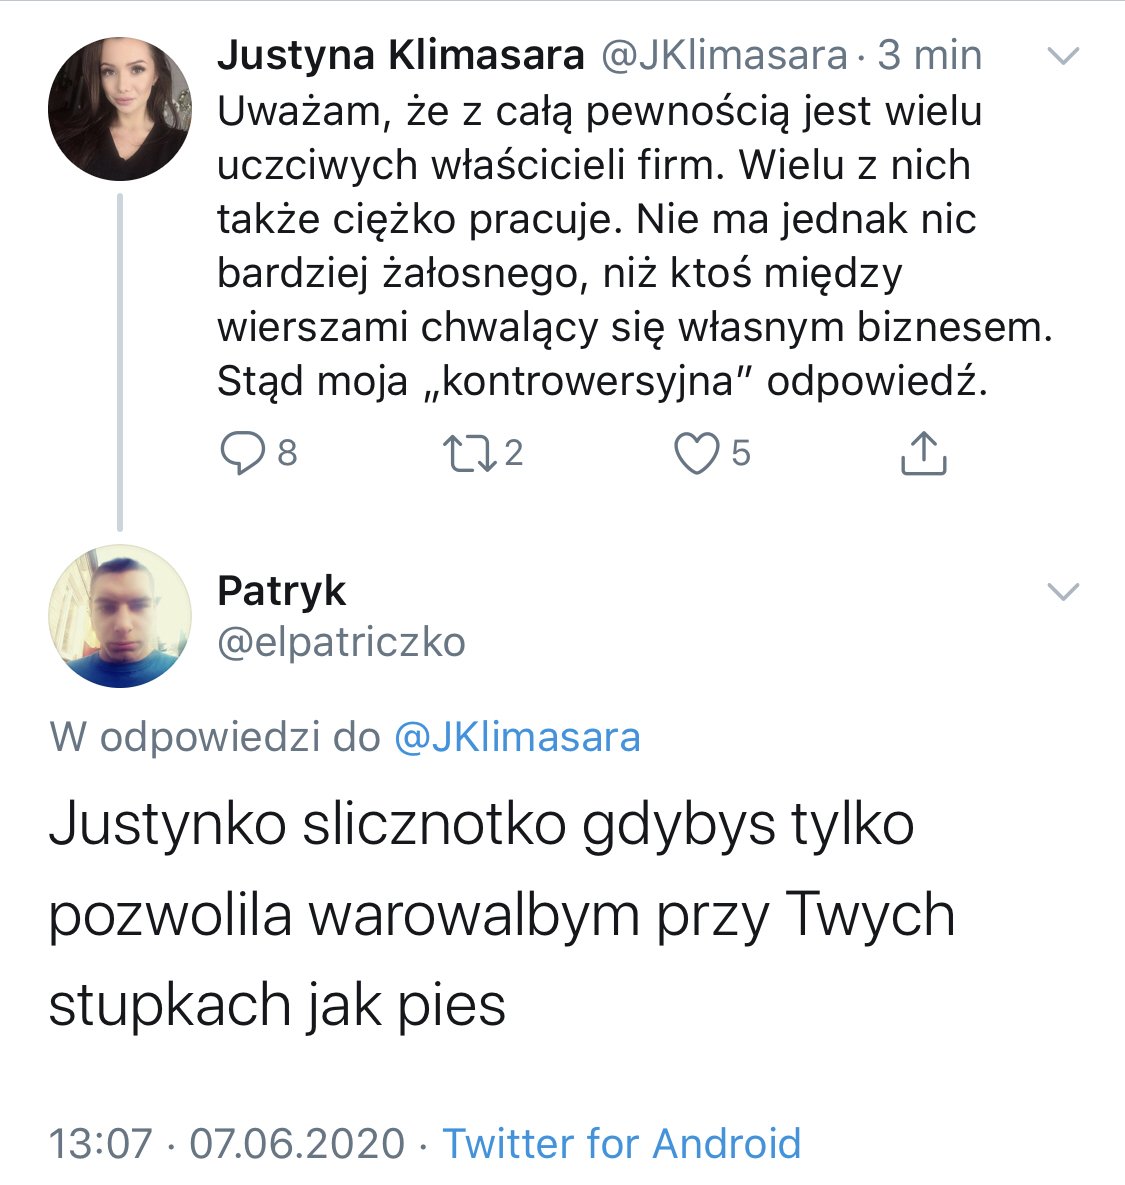 Justyna Klimasara @JKlimasara · 3 min
Uważam, że z całą pewnością jest wielu
uczciwych właścicieli firm. Wielu z nich
także ciężko pracuje. Nie ma jednak nic
bardziej żałosnego, niż ktoś między
wierszami chwalący się własnym biznesem.
Stąd moja „kontrowersyjna” odpowiedź.
8 2 5
Patryk
@elpatriczko
W odpowiedzi do @JKlimasara
Justynko slicznotko gdybys tylko
pozwolila warowalbym przy Twych
stupkach jak pies
13:07 · 07.06.2020 · Twitter for Android